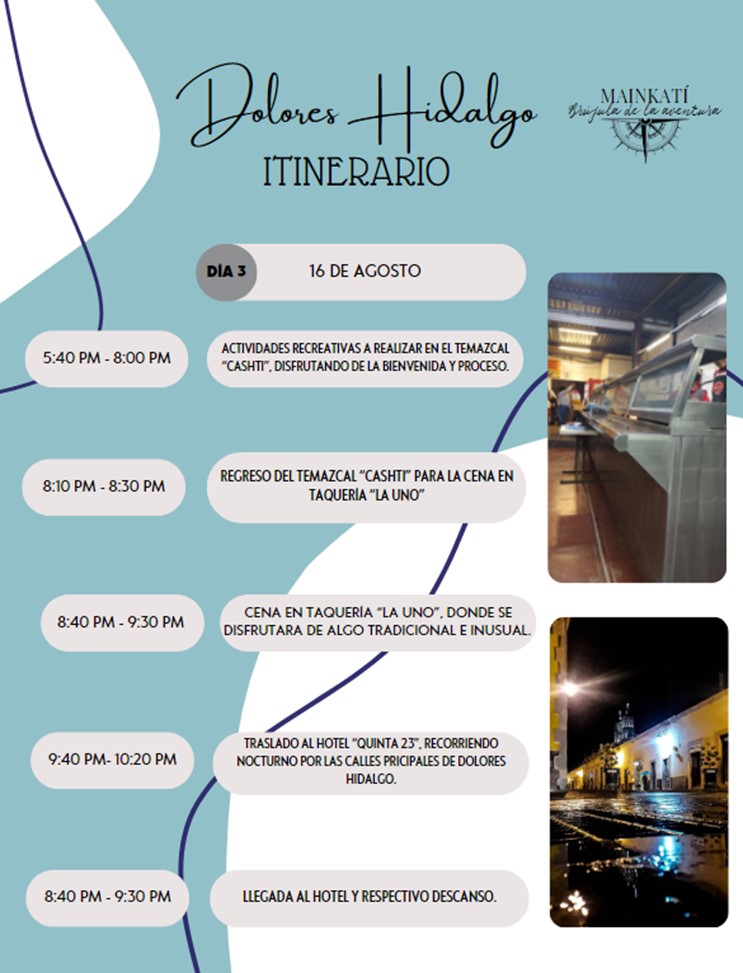 Dolores Hidalgo
ITINERARIO
MAINKATÍ
Brújula de la aventura
DÍA 3
16 DE AGOSTO
5:40 PM - 8:00 PM
ACTIVIDADES RECREATIVAS A REALIZAR EN EL TEMAZCAL
"CASHTI", DISFRUTANDO DE LA BIENVENIDA Y PROCESO.
8:10 PM - 8:30 PM
REGRESO DEL TEMAZCAL "CASHTI" PARA LA CENA EN
TAQUERÍA "LA UNO"
8:40 PM - 9:30 PM
CENA EN TAQUERÍA "LA UNO", DONDE SE
DISFRUTARA DE ALGO TRADICIONAL E INUSUAL.
9:40 PM- 10:20 PM
TRASLADO AL HOTEL "QUINTA 23", RECORRIENDO
NOCTURNO POR LAS CALLES PRICIPALES DE DOLORES
HIDALGO.
8:40 PM - 9:30 PM
LLEGADA AL HOTEL Y RESPECTIVO DESCANSO.